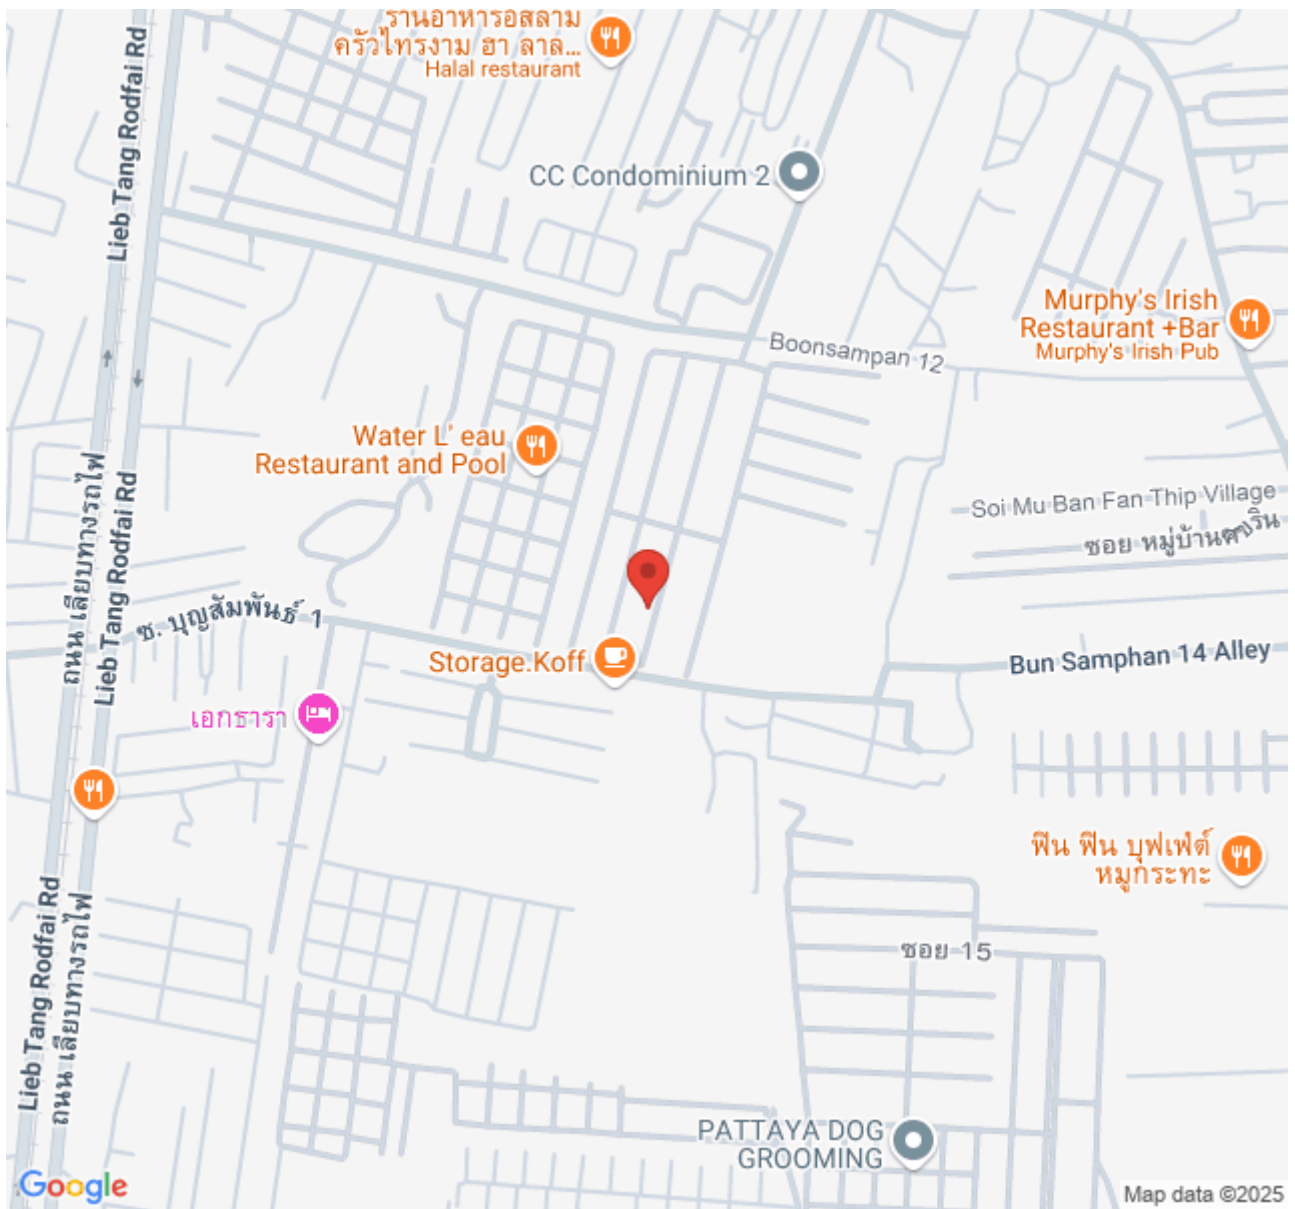 ร้านอาหารอิสลาม
ครัวไทรงาม ฮา ลาล...
Halal restaurant
Lieb Tang Rodfai Rd
Lieb Tang Rodfai Rd
CC Condominium 2
Murphy's Irish
Restaurant +Bar
Murphy's Irish Pub
Boonsampan 12
Water L' eau
Restaurant and Pool
ถนน เลียบทางรถไฟ
Lieb Tang Rodfai Rd
Soi Mu Ban Fan Thip Village
ซอย หมู่บ้าน
ซ. บุญสัมพันธ์ 1
Storage.Koff
Bun Samphan 14 Alley
เอกธารา
ฟิน ฟิน บุฟเฟ่ต์
หมูกระทะ
ซอย 15
Lieb Tang Rodfai Rd
ถนน เลียบทางรถไฟ
PATTAYA DOG
GROOMING
Google
Map data ©2025